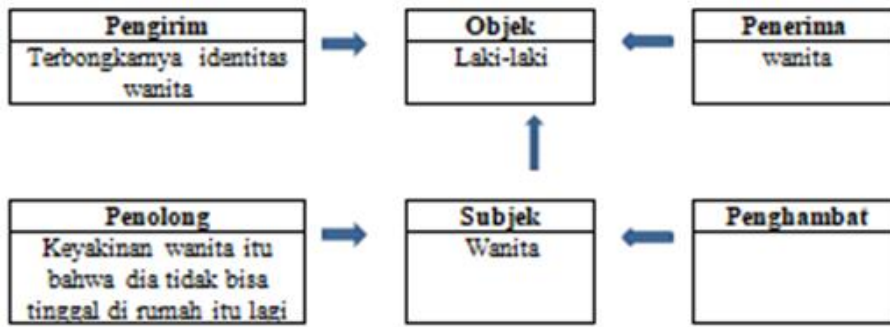 Pengirim
Terbongkarnya identitas
wanita
Objek
Laki-laki
Penerima
wanita
Penolong
Keyakinan wanita itu
bahwa dia tidak bisa
tinggal di rumah itu lagi
Subjek
Wanita
Penghambat